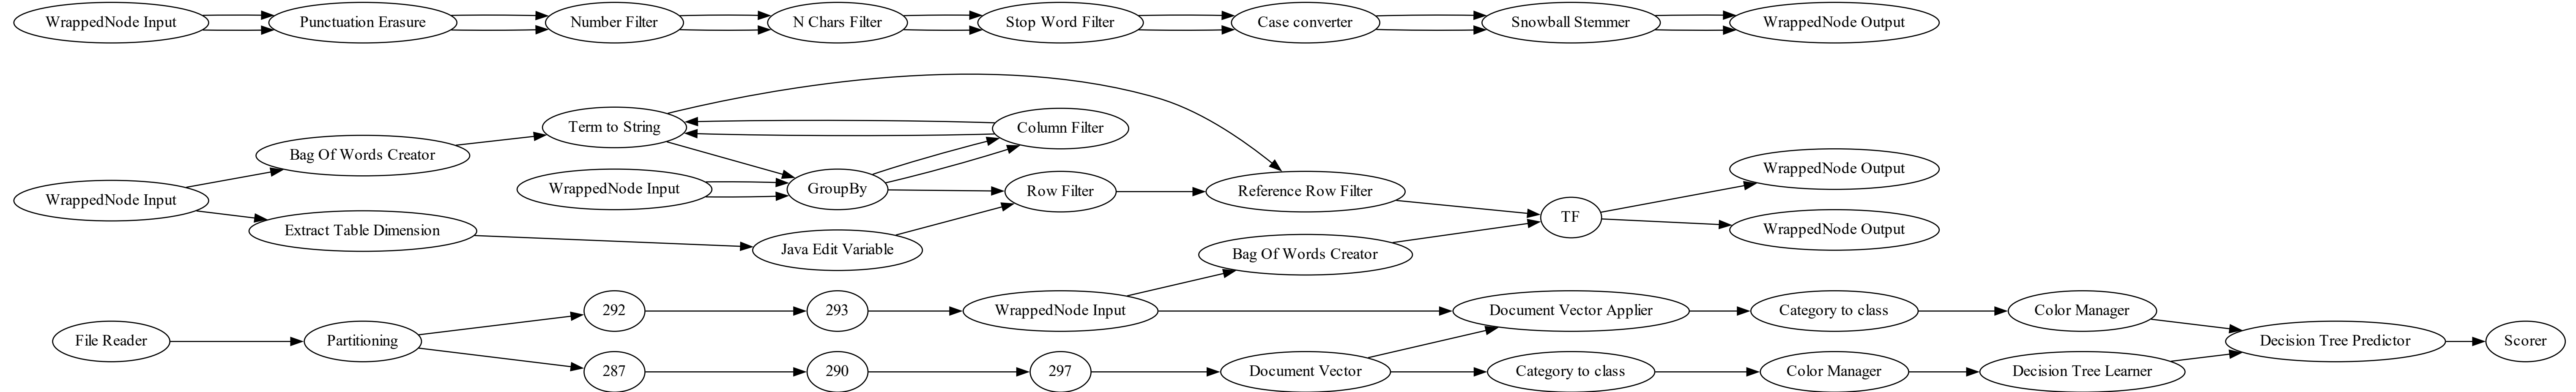 WrappedNode Input
Punctuation Erasure
Number Filter
N Chars Filter
Stop Word Filter
Case converter
Snowball Stemmer
WrappedNode Output
Term to String
Column Filter
Bag Of Words Creator
WrappedNode Output
WrappedNode Input
GroupBy
Row Filter
Reference Row Filter
WrappedNode Input
TF
Extract Table Dimension
WrappedNode Output
Java Edit Variable
Bag Of Words Creator
292
293
WrappedNode Input
Document Vector Applier
Category to class
Color Manager
File Reader
Partitioning
Decision Tree Predictor
Scorer
287
290
297
Document Vector
Category to class
Color Manager
Decision Tree Learner